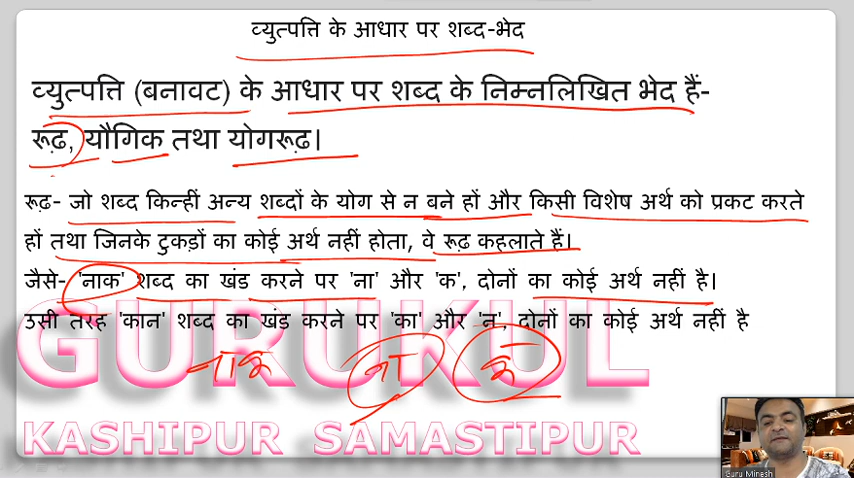 व्युत्पत्ति के आधार पर शब्द-भेद
व्युत्पत्ति (बनावट) के आधार पर शब्द के निम्नलिखित भेद हैं-
रूढ़, यौगिक तथा योगरूढ़।
रूढ़- जो शब्द किन्हीं अन्य शब्दों के योग से न बने हों और किसी विशेष अर्थ को प्रकट करते
हों तथा जिनके टुकड़ों का कोई अर्थ नहीं होता, वे रूढ़ कहलाते हैं।
जैसे- 'नाक' शब्द का खंड करने पर 'ना' और 'क', दोनों का कोई अर्थ नहीं है।
उसी तरह 'कान' शब्द का खंड करने पर 'का' और 'न', दोनों का कोई अर्थ नहीं है
GURUKUL
नाक ना क
KASHIPUR SAMASTIPUR
Guru Minesh